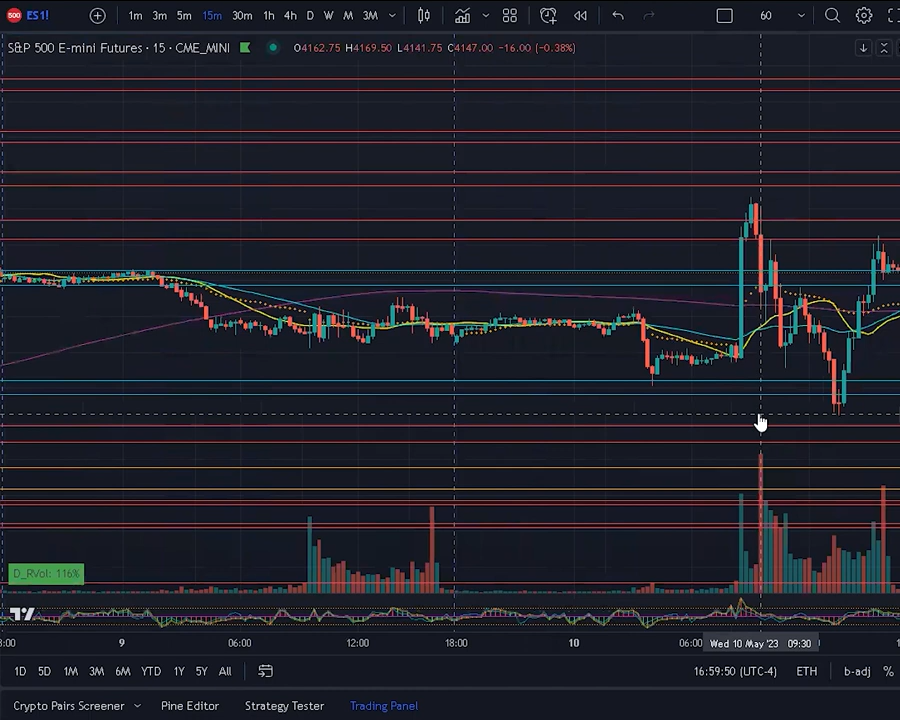 500 ES1! 1m 3m 5m 15m 30m 1h 4h D W M 3M 60
S&P 500 E-mini Futures · 15 · CME_MINI O4162.75 H4169.50 L4141.75 C4147.00 -16.00 (-0.38%)
D_RVol: 116%
9 06:00 12:00 18:00 10 06:00 Wed 10 May '23 09:30
1D 5D 1M 3M 6M YTD 1Y 5Y All 16:59:50 (UTC-4) ETH b-adj %
Crypto Pairs Screener Pine Editor Strategy Tester Trading Panel